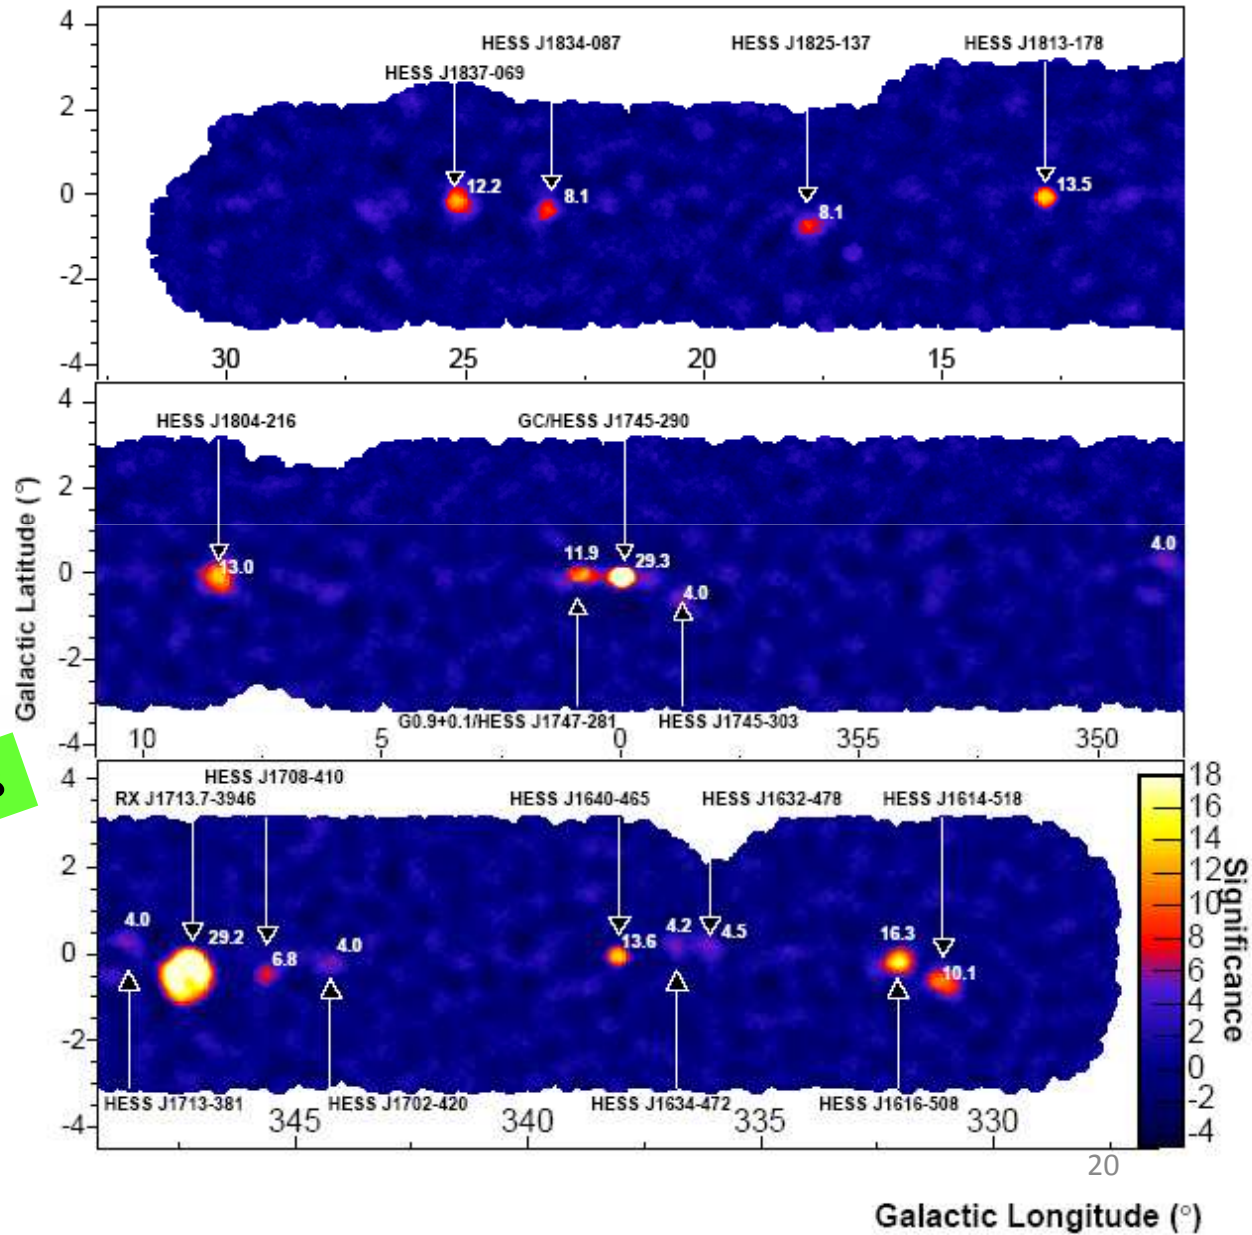 4
HESS J1834-087
HESS J1825-137
HESS J1813-178
HESS J1837-069
2
0
12.2
8.1
13.5
8.1
-2
-4
30
25
20
15
4
HESS J1804-216
GC/HESS J1745-290
2
0
13.0
11.9
29.3
4.0
4.0
-2
G0.9+0.1/HESS J1747-281
HESS J1745-303
-4
10
5
0
355
350
Galactic Latitude (°)
4
HESS J1708-410
RX J1713.7-3946
HESS J1640-465
HESS J1632-478
HESS J1614-518
2
0
4.0
29.2
6.8
4.0
13.6
4.2
4.5
16.3
10.1
-2
-4
HESS J1713-381
HESS J1702-420
HESS J1634-472
HESS J1616-508
345
340
335
330
18
16
14
12
10
8
6
4
2
0
-2
-4
Significance
20
Galactic Longitude (°)